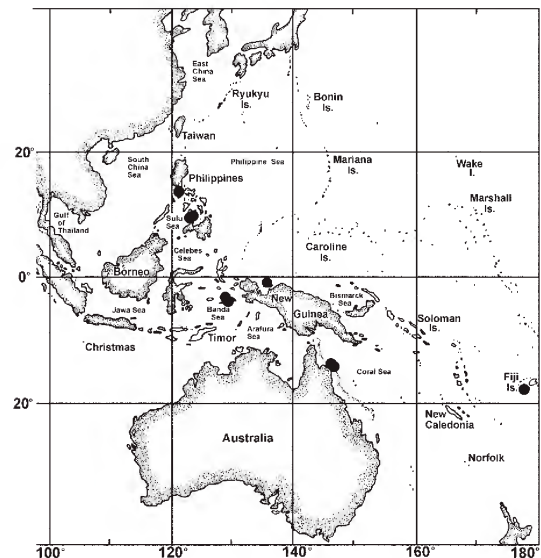 East
China
Sea
Ryukyu
Is.
Bonin
Is.
Taiwan
20°
South
China
Sea
Philippine Sea
Mariana
Is.
Wake
I.
Philippines
Marshall
Is.
Gulf
of
Thailand
Sulu
Sea
Caroline
Is.
Celebes
Sea
Borneo
0°
New
Guinea
Bismarck
Sea
Jawa Sea
Banda
Sea
Soloman
Is.
Arafura
Sea
Timor
Christmas
Coral Sea
Fiji
Is.
20°
New
Caledonia
Australia
Norfolk
100°
120°
140°
160°
180°